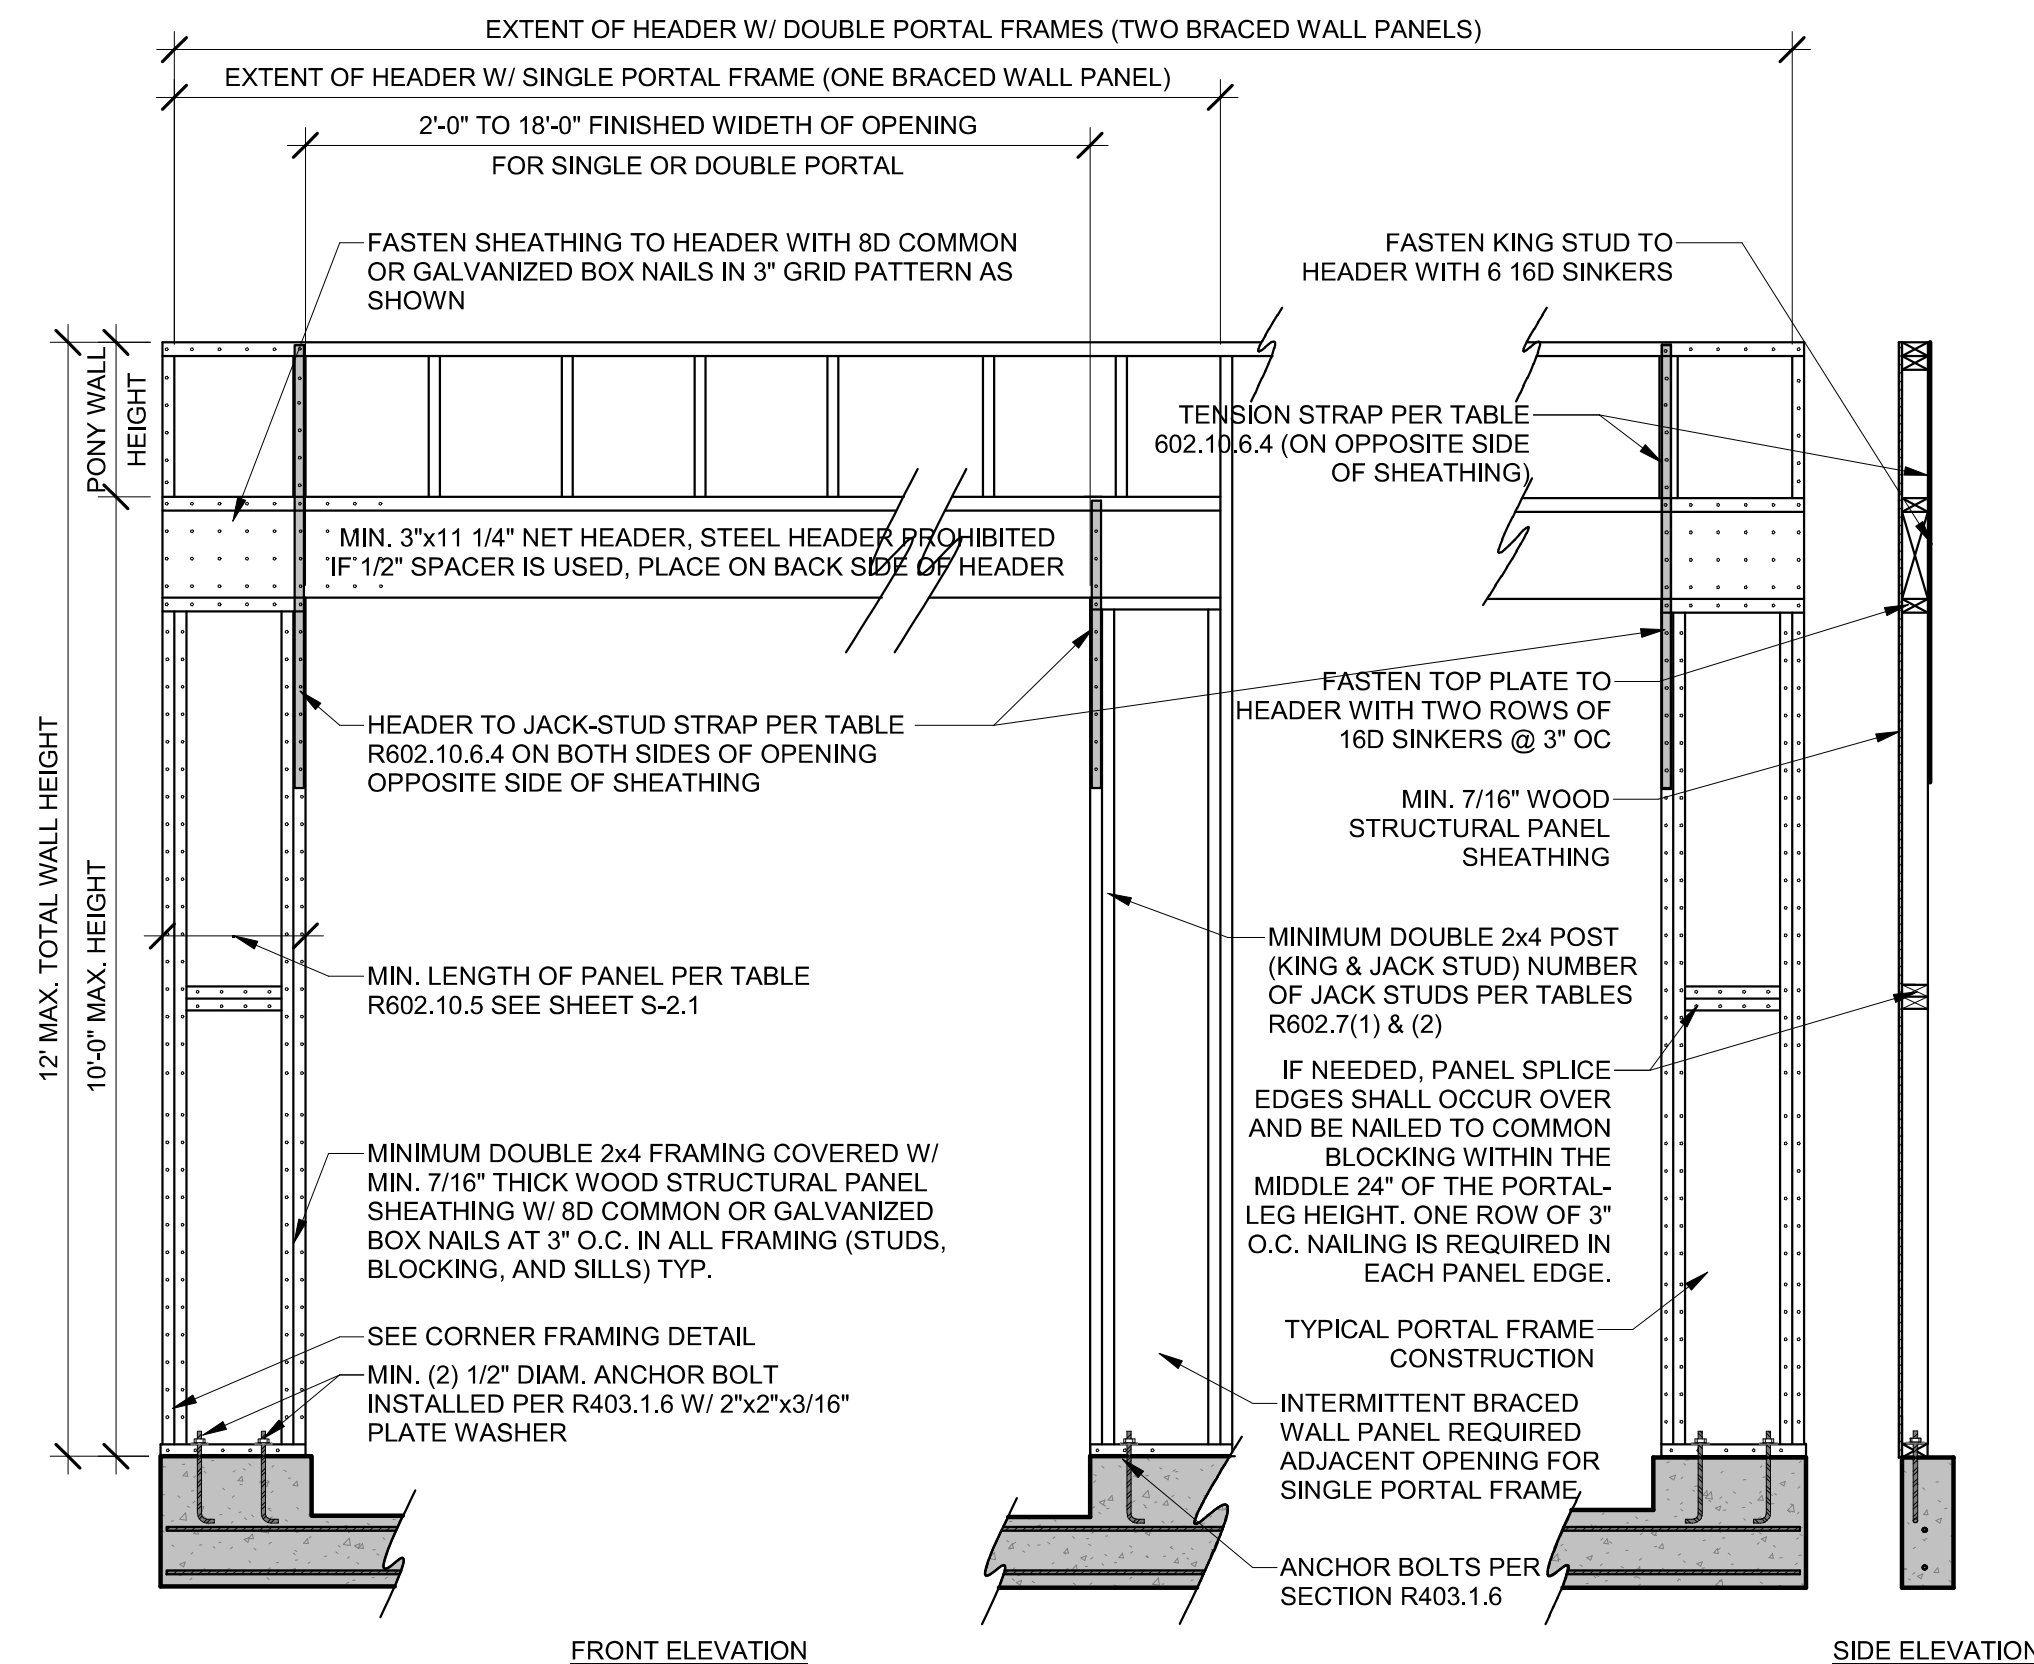 EXTENT OF HEADER W/ DOUBLE PORTAL FRAMES (TWO BRACED WALL PANELS)
EXTENT OF HEADER W/ SINGLE PORTAL FRAME (ONE BRACED WALL PANEL)
2'-0" TO 18'-0" FINISHED WIDETH OF OPENING
FOR SINGLE OR DOUBLE PORTAL
FASTEN SHEATHING TO HEADER WITH 8D COMMON
OR GALVANIZED BOX NAILS IN 3" GRID PATTERN AS
SHOWN
FASTEN KING STUD TO
HEADER WITH 6 16D SINKERS
PONY WALL
HEIGHT
TENSION STRAP PER TABLE
602.10.6.4 (ON OPPOSITE SIDE
OF SHEATHING)
MIN. 3"x11 1/4" NET HEADER, STEEL HEADER PROHIBITED
IF 1/2" SPACER IS USED, PLACE ON BACK SIDE OF HEADER
12' MAX. TOTAL WALL HEIGHT
10'-0" MAX. HEIGHT
HEADER TO JACK-STUD STRAP PER TABLE
R602.10.6.4 ON BOTH SIDES OF OPENING
OPPOSITE SIDE OF SHEATHING
FASTEN TOP PLATE TO
HEADER WITH TWO ROWS OF
16D SINKERS @ 3" OC
MIN. 7/16" WOOD
STRUCTURAL PANEL
SHEATHING
MIN. LENGTH OF PANEL PER TABLE
R602.10.5 SEE SHEET S-2.1
MINIMUM DOUBLE 2x4 POST
(KING & JACK STUD) NUMBER
OF JACK STUDS PER TABLES
R602.7(1) & (2)
IF NEEDED, PANEL SPLICE
EDGES SHALL OCCUR OVER
AND BE NAILED TO COMMON
BLOCKING WITHIN THE
MIDDLE 24" OF THE PORTAL-
LEG HEIGHT. ONE ROW OF 3"
O.C. NAILING IS REQUIRED IN
EACH PANEL EDGE.
MINIMUM DOUBLE 2x4 FRAMING COVERED W/
MIN. 7/16" THICK WOOD STRUCTURAL PANEL
SHEATHING W/ 8D COMMON OR GALVANIZED
BOX NAILS AT 3" O.C. IN ALL FRAMING (STUDS,
BLOCKING, AND SILLS) TYP.
SEE CORNER FRAMING DETAIL
MIN. (2) 1/2" DIAM. ANCHOR BOLT
INSTALLED PER R403.1.6 W/ 2"x2"x3/16"
PLATE WASHER
TYPICAL PORTAL FRAME
CONSTRUCTION
INTERMITTENT BRACED
WALL PANEL REQUIRED
ADJACENT OPENING FOR
SINGLE PORTAL FRAME
ANCHOR BOLTS PER
SECTION R403.1.6
FRONT ELEVATION
SIDE ELEVATION